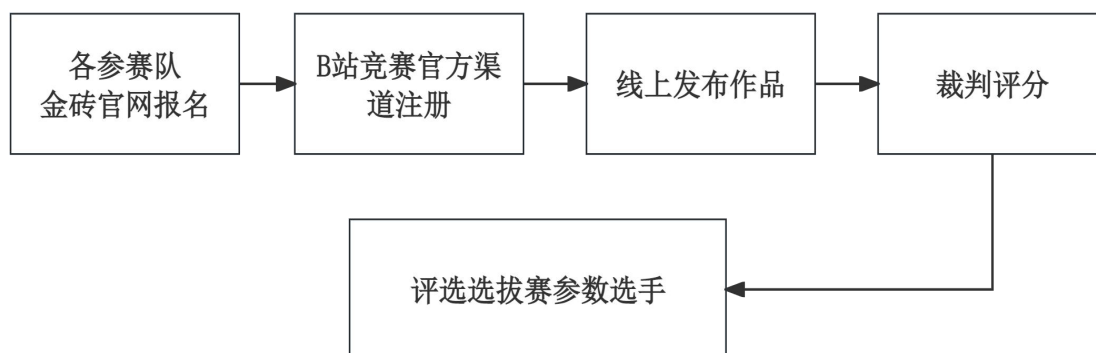 各参赛队
金砖官网报名
B站竞赛官方渠
道注册
线上发布作品
裁判评分
评选选拔赛参数选手